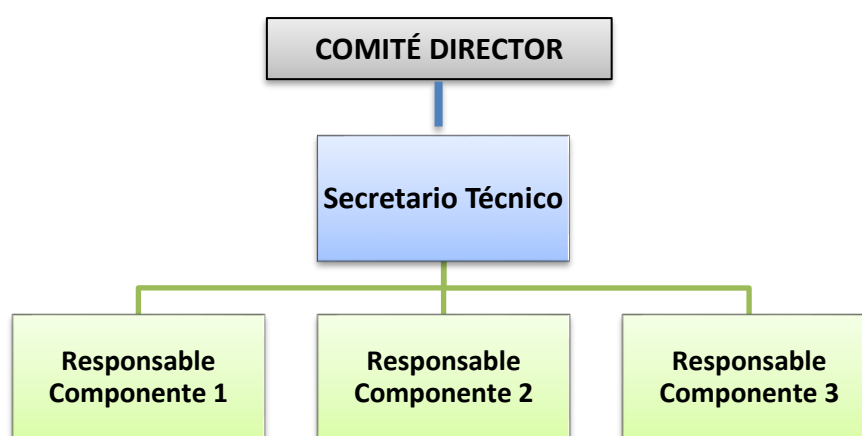 COMITÉ DIRECTOR
Secretario Técnico
Responsable
Componente 1
Responsable
Componente 2
Responsable
Componente 3